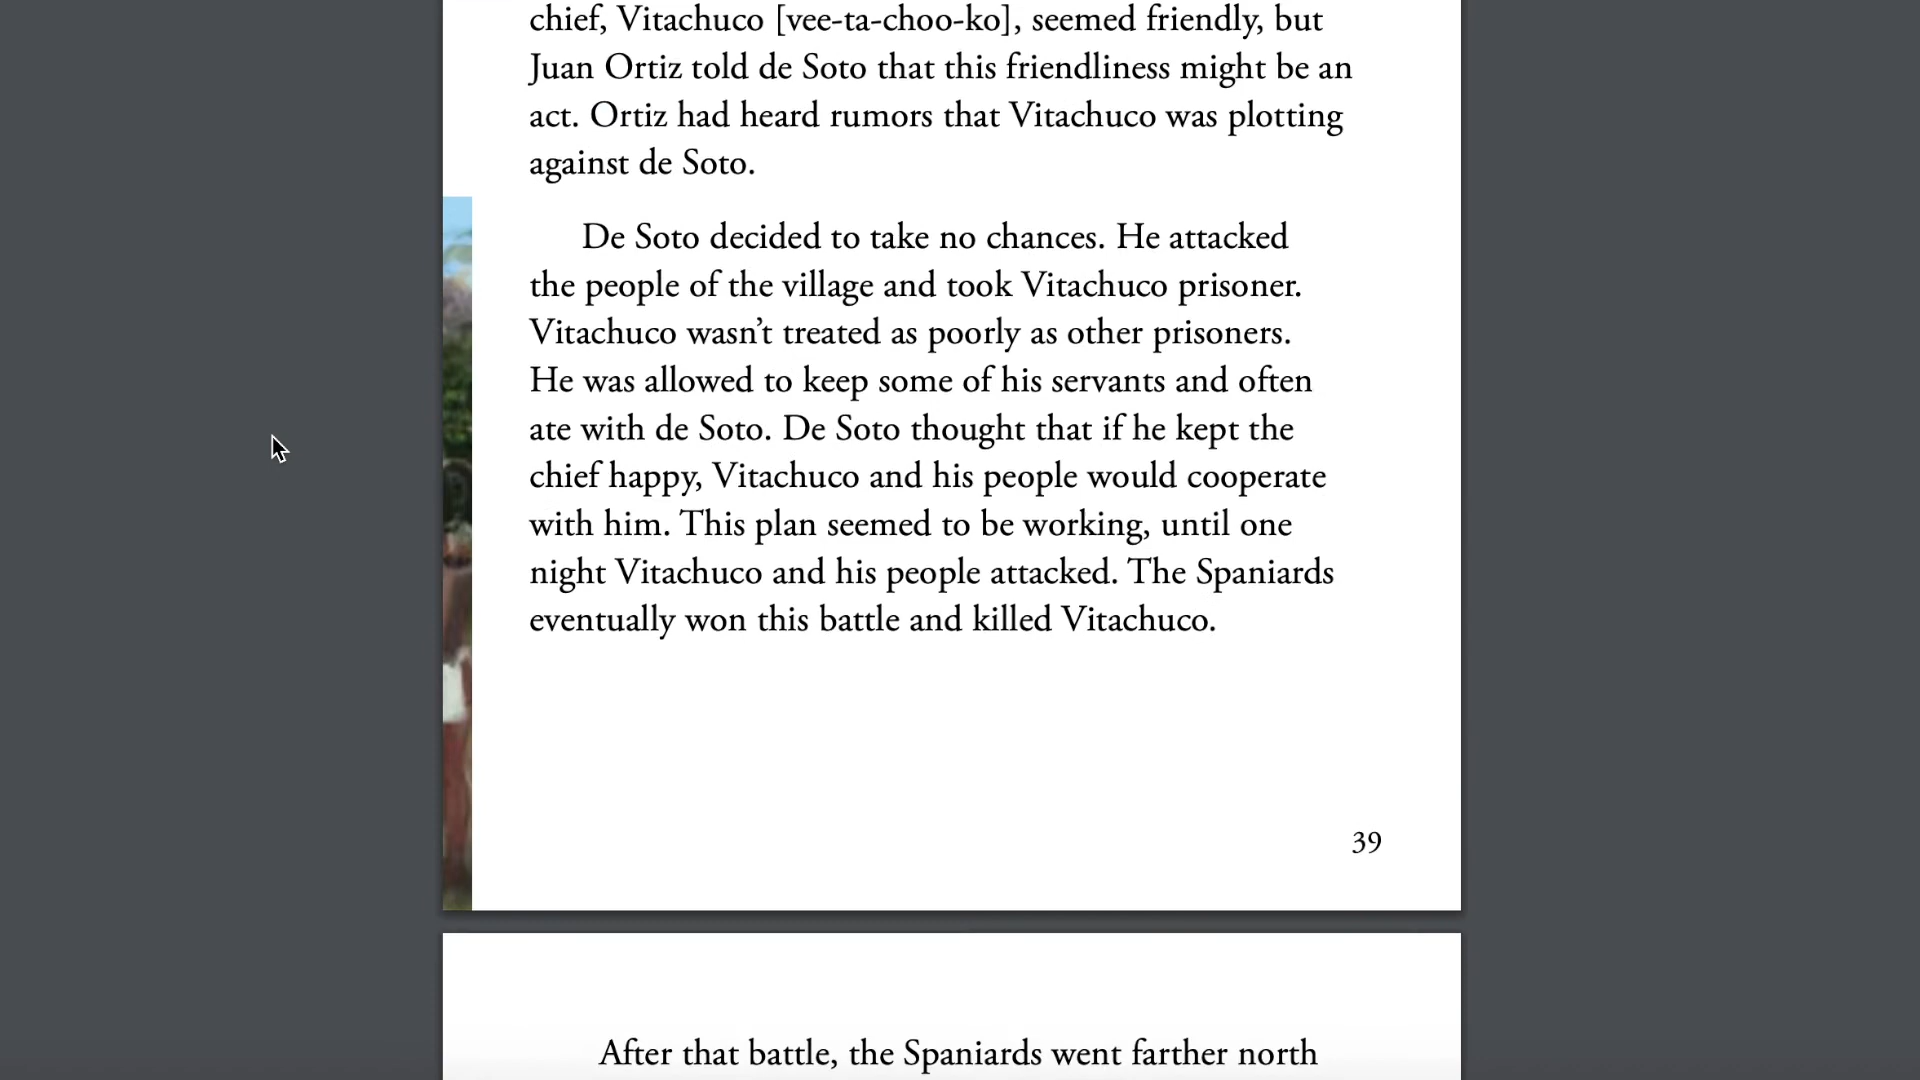 chief, Vitachuco [vee-ta-choo-ko], seemed friendly, but
Juan Ortiz told de Soto that this friendliness might be an
act. Ortiz had heard rumors that Vitachuco was plotting
against de Soto.
De Soto decided to take no chances. He attacked
the people of the village and took Vitachuco prisoner.
Vitachuco wasn’t treated as poorly as other prisoners.
He was allowed to keep some of his servants and often
ate with de Soto. De Soto thought that if he kept the
chief happy, Vitachuco and his people would cooperate
with him. This plan seemed to be working, until one
night Vitachuco and his people attacked. The Spaniards
eventually won this battle and killed Vitachuco.
39
After that battle, the Spaniards went farther north